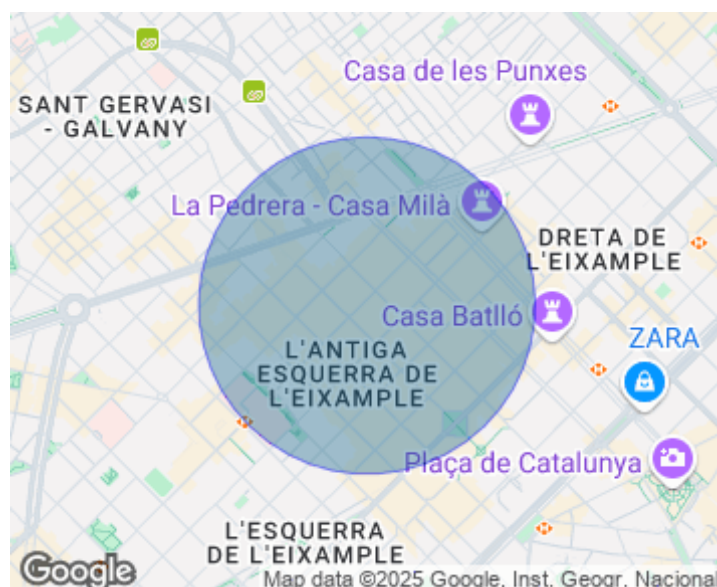 Casa de les Punxes
SANT GERVASI
- GALVANY
La Pedrera - Casa Milà
DRETA DE
L'EIXAMPLE
Casa Batlló
ZARA
L'ANTIGA
ESQUERRA DE
L'EIXAMPLE
Plaça de Catalunya
L'ESQUERRA
DE L'EIXAMPLE
Google
Map data ©2025 Google, Inst. Geogr. Nacional